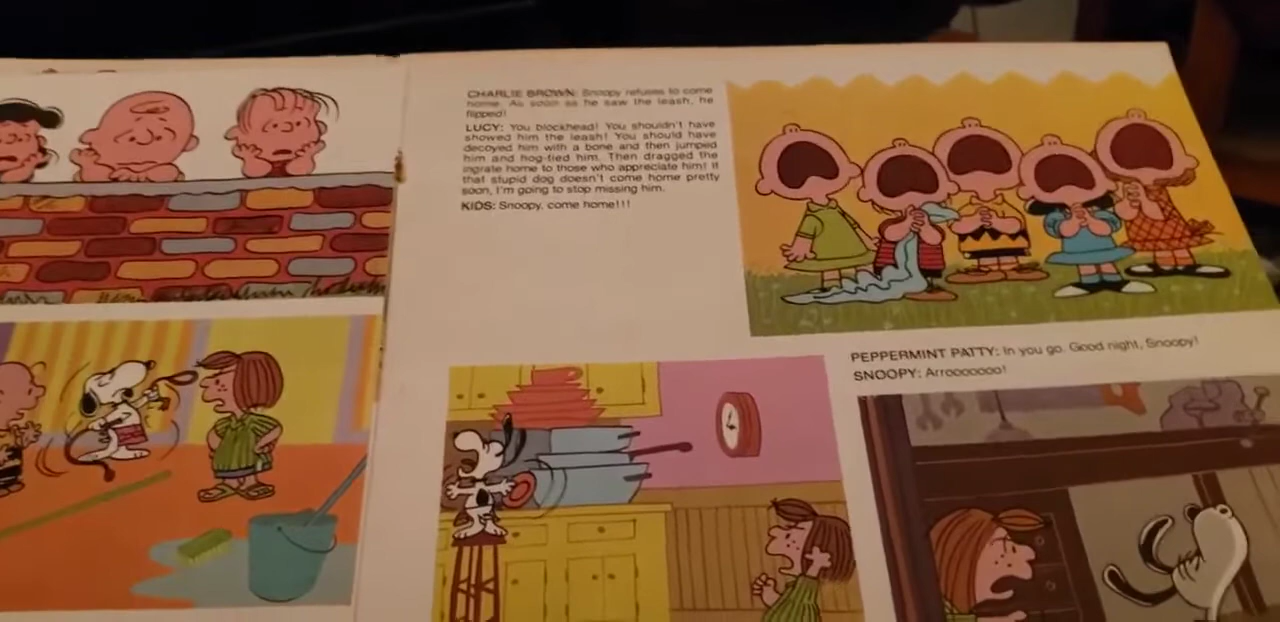 CHARLIE BROWN: Snoopy refuses to come
home. As soon as he saw the leash, he
flipped!
LUCY: You blockhead! You shouldn't have
showed him the leash! You should have
decoyed him with a bone and then jumped
him and hog-tied him. Then dragged the
ingrate home to those who appreciate him! If
that stupid dog doesn't come home pretty
soon, I'm going to stop missing him.
KIDS: Snoopy, come home!!!
PEPPERMINT PATTY: In you go. Good night, Snoopy!
SNOOPY: Arrooooooo!